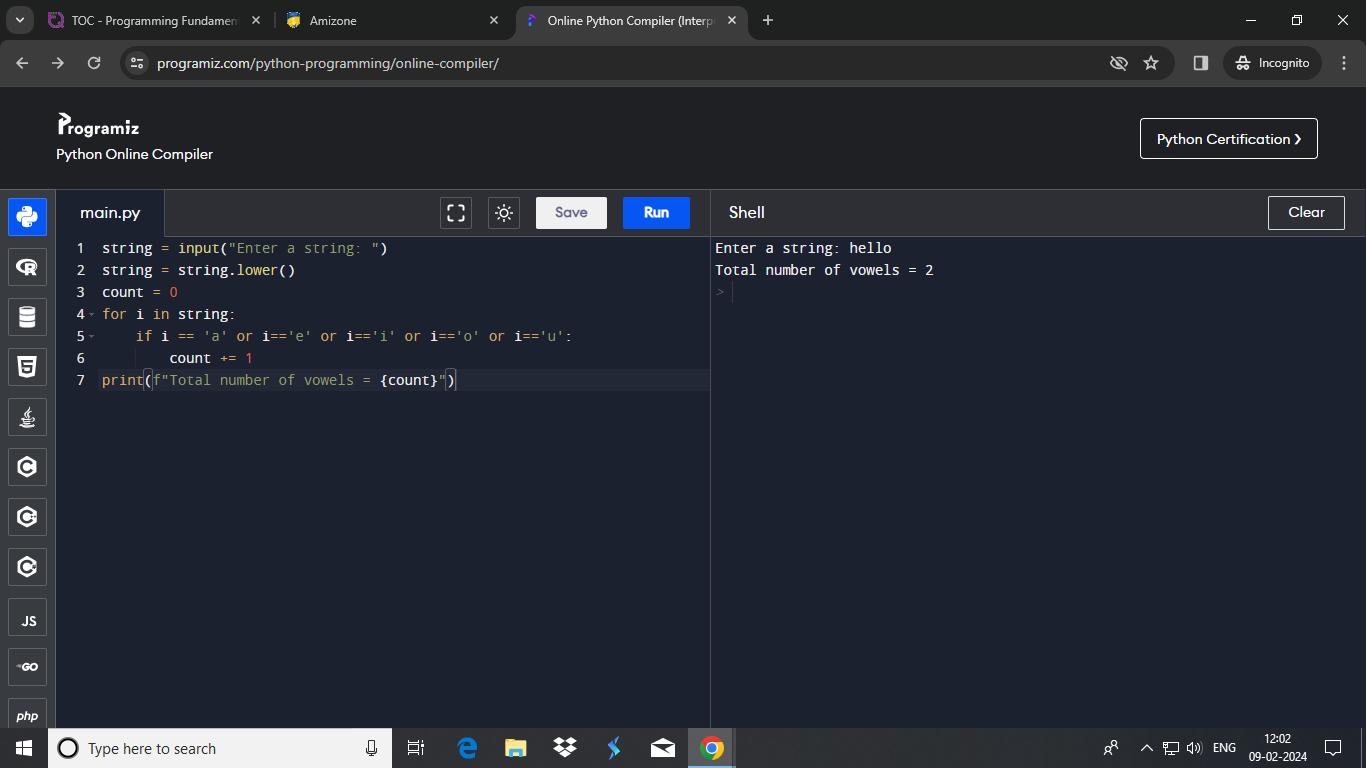 TOC - Programming Fundamen
Amizone
Online Python Compiler (Interp
programiz.com/python-programming/online-compiler/
Incognito
Programiz
Python Online Compiler
Python Certification ❯
main.py
Save
Run
Shell
Clear
1 string = input("Enter a string: ")
2 string = string.lower()
3 count = 0
4 for i in string:
5     if i == 'a' or i=='e' or i=='i' or i=='o' or i=='u':
6         count += 1
7 print(f"Total number of vowels = {count}")
Enter a string: hello
Total number of vowels = 2
>
R
5
C
C
C
JS
GO
php
Type here to search
ENG
12:02
09-02-2024